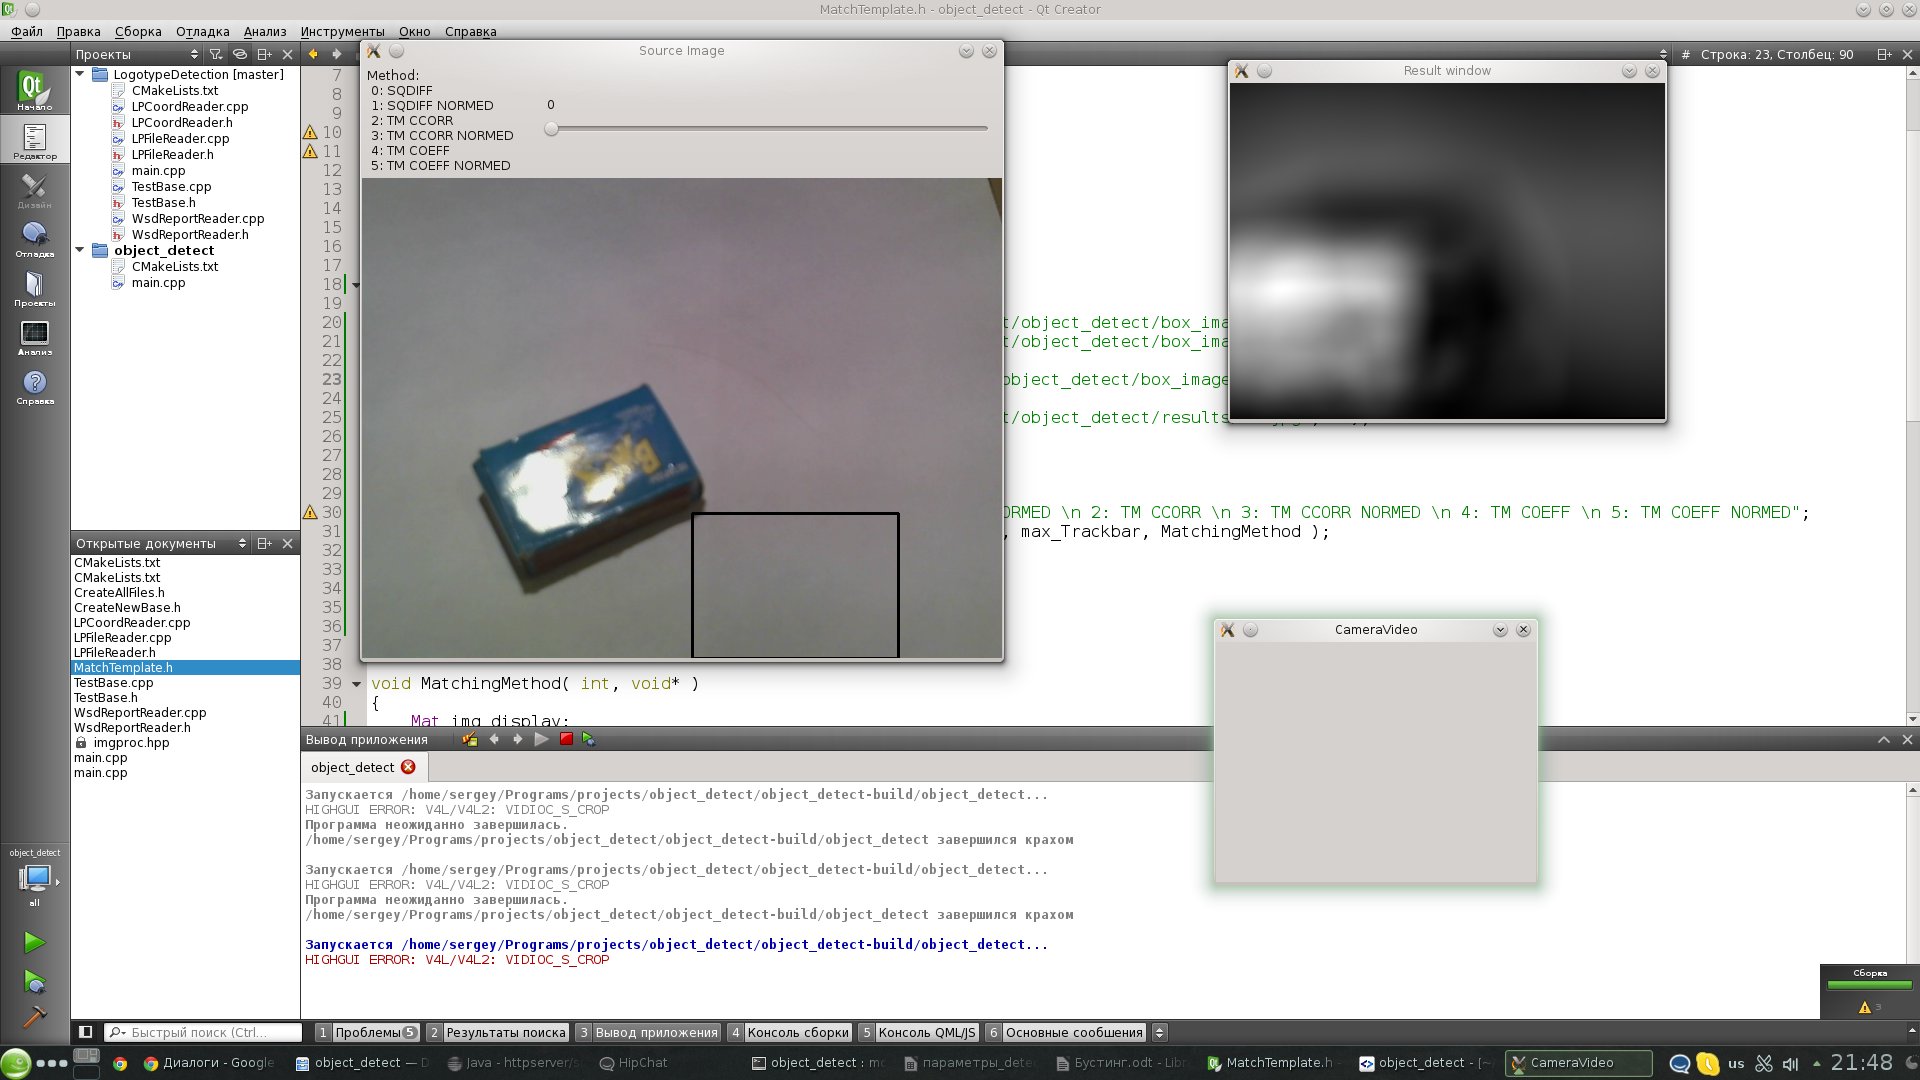 MatchTemplate.h - object_detect - Qt Creator
Файл Правка Сборка Отладка Анализ Инструменты Окно Справка
Проекты
# Строка: 23, Столбец: 90
Начало
Редактор
Дизайн
Отладка
Проекты
Анализ
Справка
LogotypeDetection [master]
CMakeLists.txt
LPCoordReader.cpp
LPCoordReader.h
LPFileReader.cpp
LPFileReader.h
main.cpp
TestBase.cpp
TestBase.h
WsdReportReader.cpp
WsdReportReader.h
object_detect
CMakeLists.txt
main.cpp
Открытые документы
CMakeLists.txt
CMakeLists.txt
CreateAllFiles.h
CreateNewBase.h
LPCoordReader.cpp
LPFileReader.cpp
LPFileReader.h
MatchTemplate.h
TestBase.cpp
TestBase.h
WsdReportReader.cpp
WsdReportReader.h
imgproc.hpp
main.cpp
main.cpp
Source Image
Method:
0: SQDIFF
1: SQDIFF NORMED
2: TM CCORR
3: TM CCORR NORMED
4: TM COEFF
5: TM COEFF NORMED
0
Result window
CameraVideo
7
8
9
10
11
12
13
14
15
16
17
18
19
20 t/object_detect/box_ima
21 t/object_detect/box_ima
22
23 object_detect/box_image
24
25 t/object_detect/results
26
27
28
29
30 ORMED \n 2: TM CCORR \n 3: TM CCORR NORMED \n 4: TM COEFF \n 5: TM COEFF NORMED";
31 , max_Trackbar, MatchingMethod );
32
33
34
35
36
37
38
39 void MatchingMethod( int, void* )
40 {
41 Mat img_display;
Вывод приложения
object_detect
Запускается /home/sergey/Programs/projects/object_detect/object_detect-build/object_detect...
HIGHGUI ERROR: V4L/V4L2: VIDIOC_S_CROP
Программа неожиданно завершилась.
/home/sergey/Programs/projects/object_detect/object_detect-build/object_detect завершился крахом
Запускается /home/sergey/Programs/projects/object_detect/object_detect-build/object_detect...
HIGHGUI ERROR: V4L/V4L2: VIDIOC_S_CROP
Программа неожиданно завершилась.
/home/sergey/Programs/projects/object_detect/object_detect-build/object_detect завершился крахом
Запускается /home/sergey/Programs/projects/object_detect/object_detect-build/object_detect...
HIGHGUI ERROR: V4L/V4L2: VIDIOC_S_CROP
object_detect
all
Сборка
3
Быстрый поиск (Ctrl...
1 Проблемы 5 2 Результаты поиска 3 Вывод приложения 4 Консоль сборки 5 Консоль QML/JS 6 Основные сообщения
Диалоги - Google object_detect — Java - httpserver/s HipChat object_detect : параметры_dete Бустинг.odt - Lib MatchTemplate.h object_detect - CameraVideo us 21:48